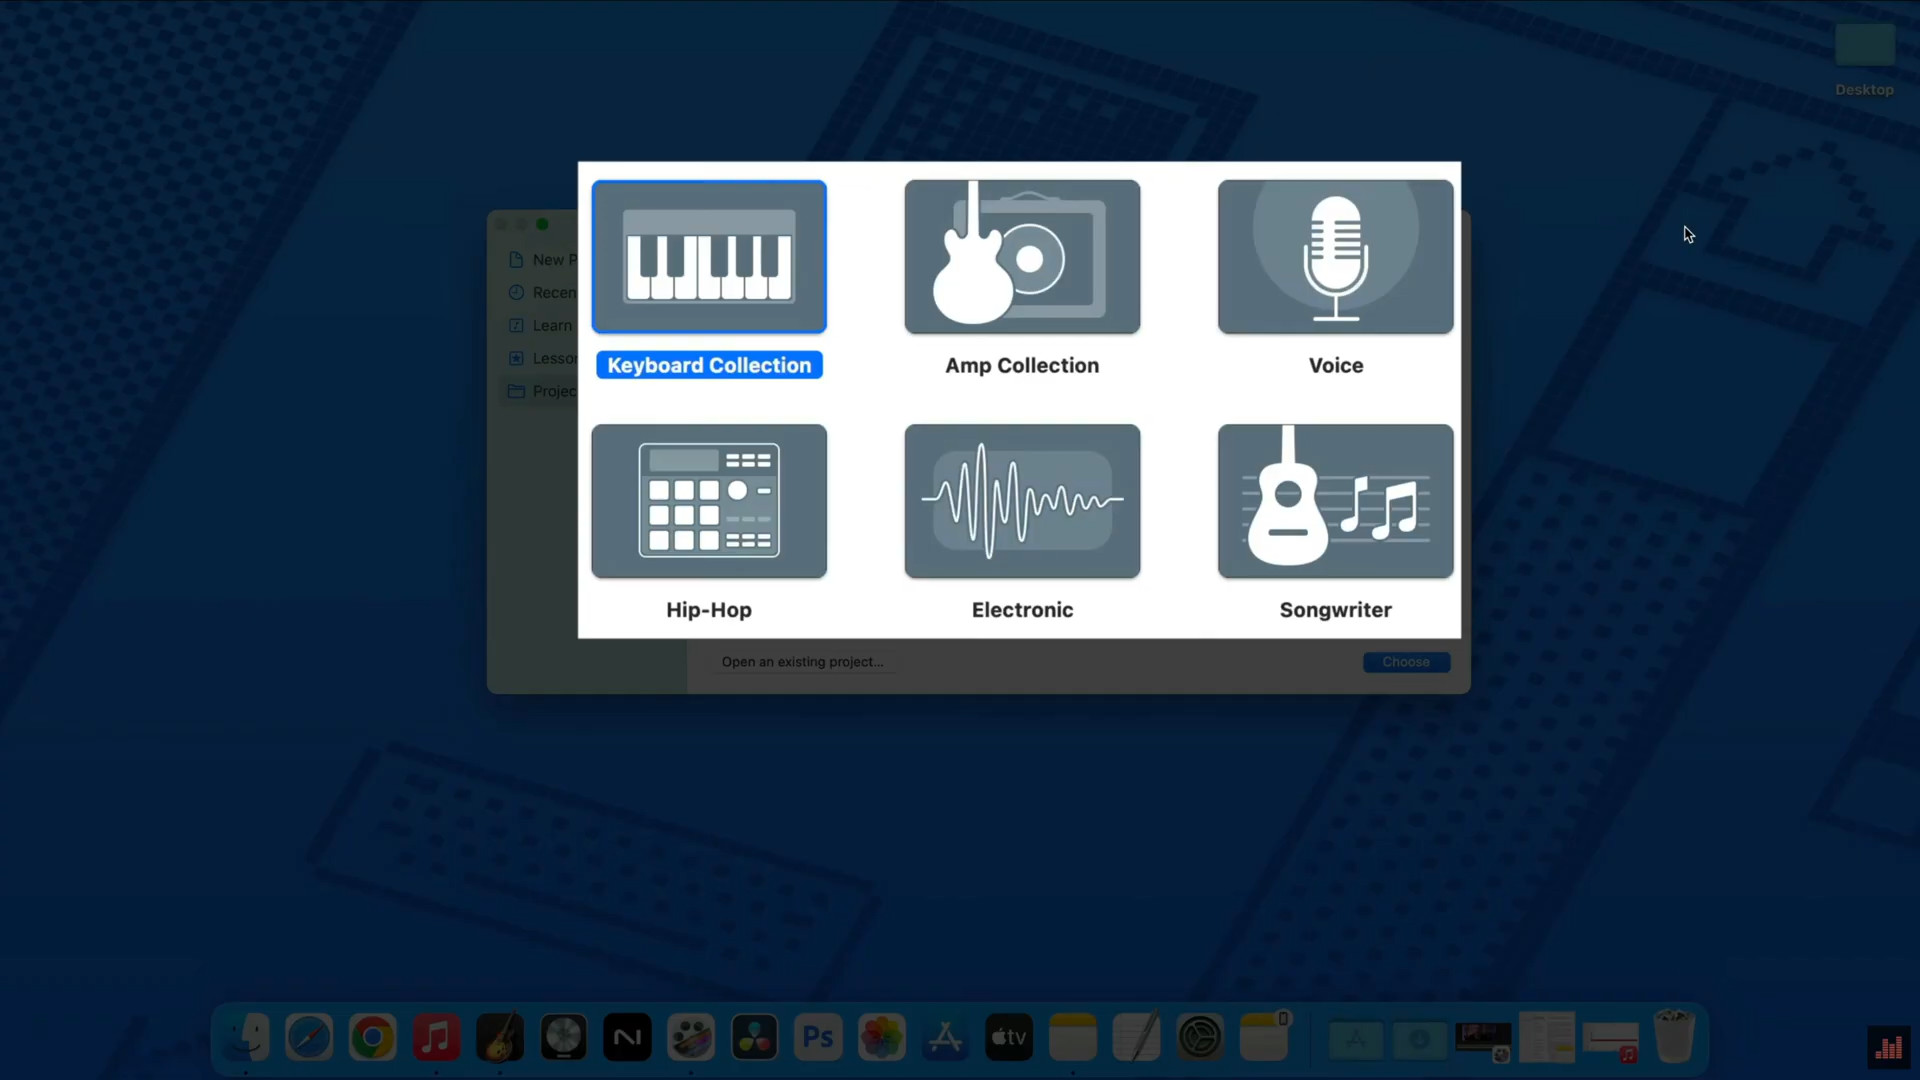 Desktop
New P
Recen
Learn
Lesson
Projec
Keyboard Collection
Amp Collection
Voice
Hip-Hop
Electronic
Songwriter
Open an existing project...
Choose
Ps
tv